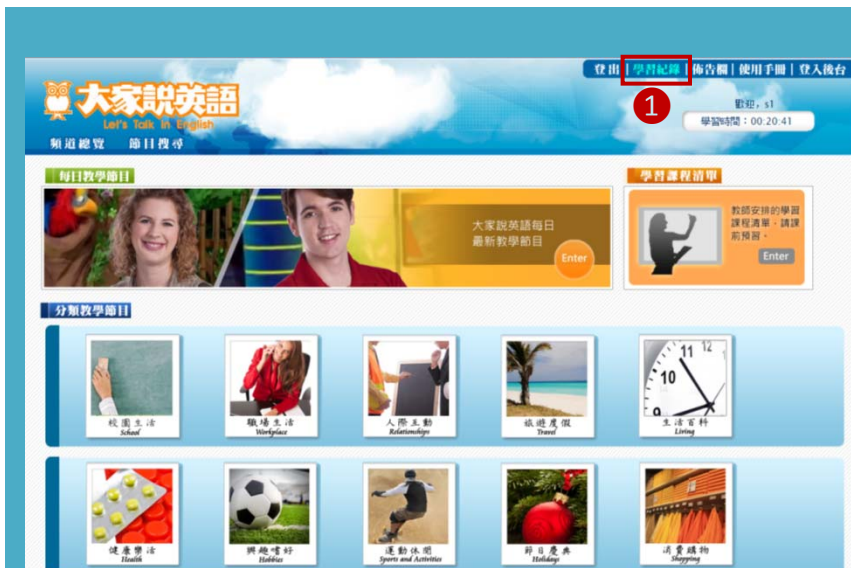 登出 | 學習紀錄 | 佈告欄 | 使用手冊 | 登入後台
1
大家說英語
Let's Talk in English
歡迎，s1
學習時間：00:20:41
頻道總覽 節目搜尋
每日教學節目
大家說英語每日
最新教學節目
Enter
學習課程清單
教師安排的學習
課程清單，請課
前預習。
Enter
分類教學節目
校園生活 職場生活 人際互動 旅遊度假 生活百科
School Workplace Relationships Travel Living
健康樂活 興趣嗜好 運動休閒 節日慶典 消費購物
Health Hobbies Sports and Activities Holidays Shopping